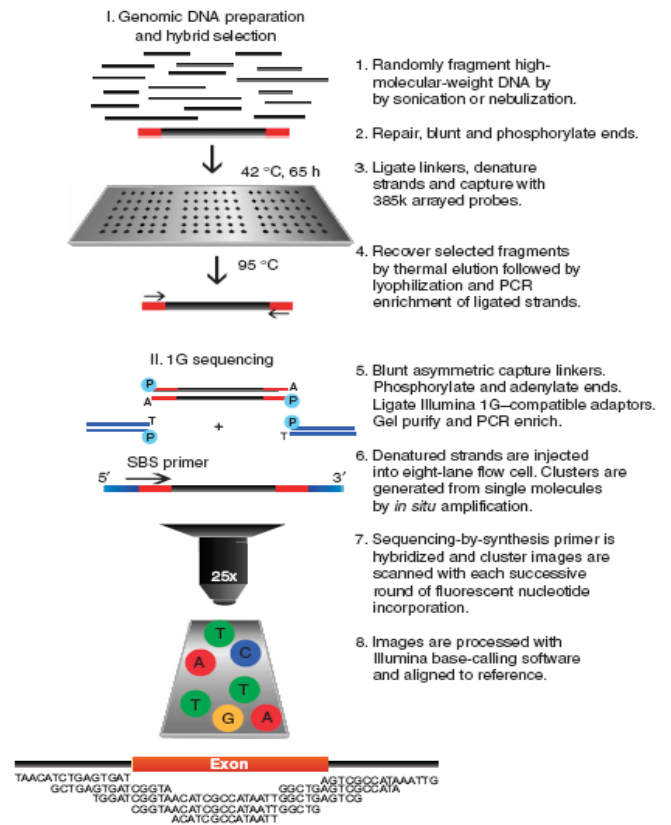 I. Genomic DNA preparation
and hybrid selection
1. Randomly fragment high-
molecular-weight DNA by
by sonication or nebulization.
2. Repair, blunt and phosphorylate ends.
42 °C, 65 h
3. Ligate linkers, denature
strands and capture with
385k arrayed probes.
95 °C
4. Recover selected fragments
by thermal elution followed by
lyophilization and PCR
enrichment of ligated strands.
II. 1G sequencing
P
A
A
P
T
P
+
P
T
5. Blunt asymmetric capture linkers.
Phosphorylate and adenylate ends.
Ligate Illumina 1G–compatible adaptors.
Gel purify and PCR enrich.
SBS primer
5′
3′
6. Denatured strands are injected
into eight-lane flow cell. Clusters are
generated from single molecules
by in situ amplification.
25x
7. Sequencing-by-synthesis primer is
hybridized and cluster images are
scanned with each successive
round of fluorescent nucleotide
incorporation.
T
A
C
T
T
G
A
8. Images are processed with
Illumina base-calling software
and aligned to reference.
Exon
TAACATCTGAGTGAT
AGTCGCCATAAATTG
GCTGAGTGATCGGTA
GGCTGAGTCGCCATA
TGGATCGGTAACATCGCCATAATTGGCTGAGTCG
CGGTAACATCGCCATAATTGGCTG
ACATCGCCATAATT